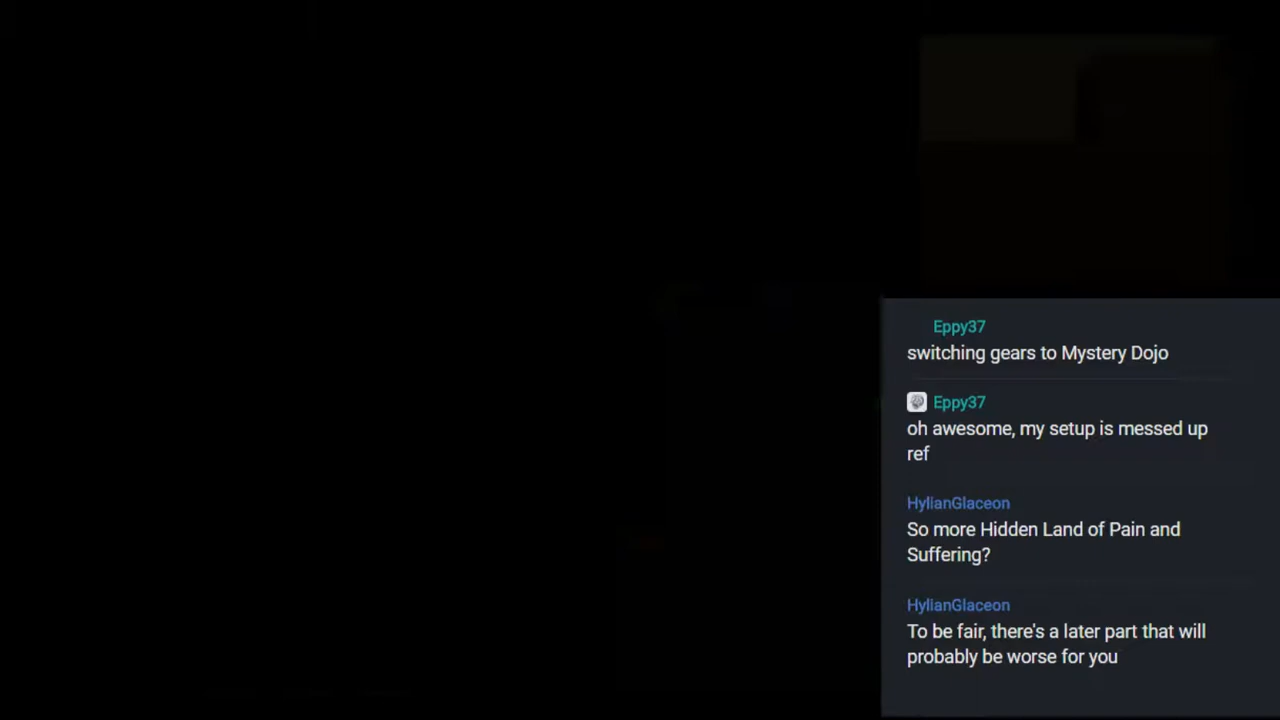 Eppy37
switching gears to Mystery Dojo
Eppy37
oh awesome, my setup is messed up
ref
HylianGlaceon
So more Hidden Land of Pain and
Suffering?
HylianGlaceon
To be fair, there's a later part that will
probably be worse for you